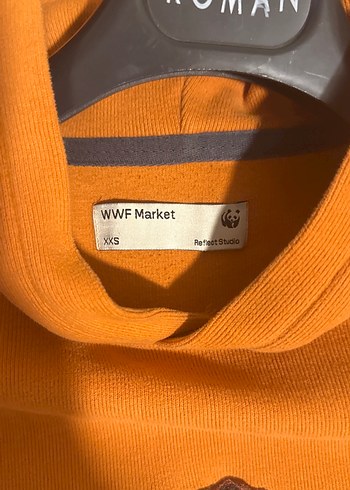 ROMAN
WWF Market
XXS
Reflect Studio